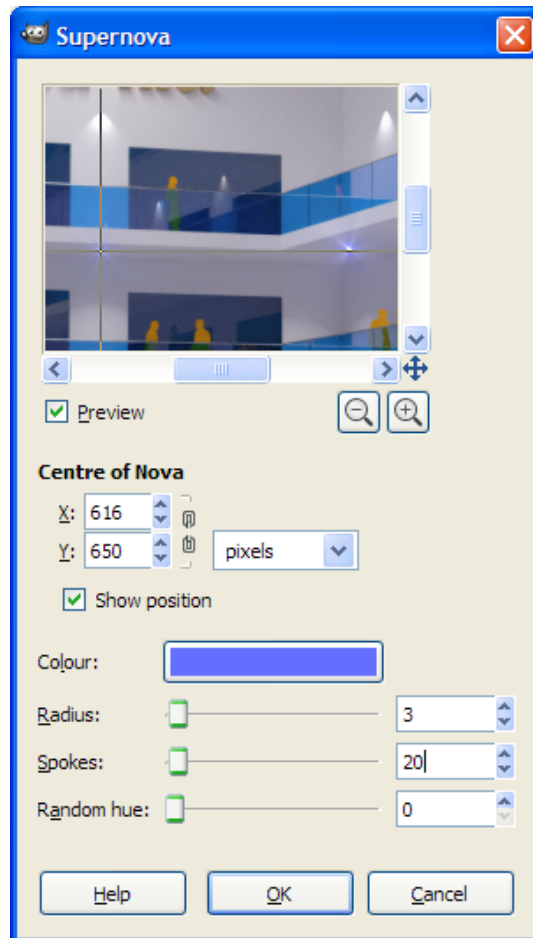 Supernova
Preview
Centre of Nova
X: 616
Y: 650
pixels
Show position
Colour:
Radius: 3
Spokes: 20
Random hue: 0
Help OK Cancel